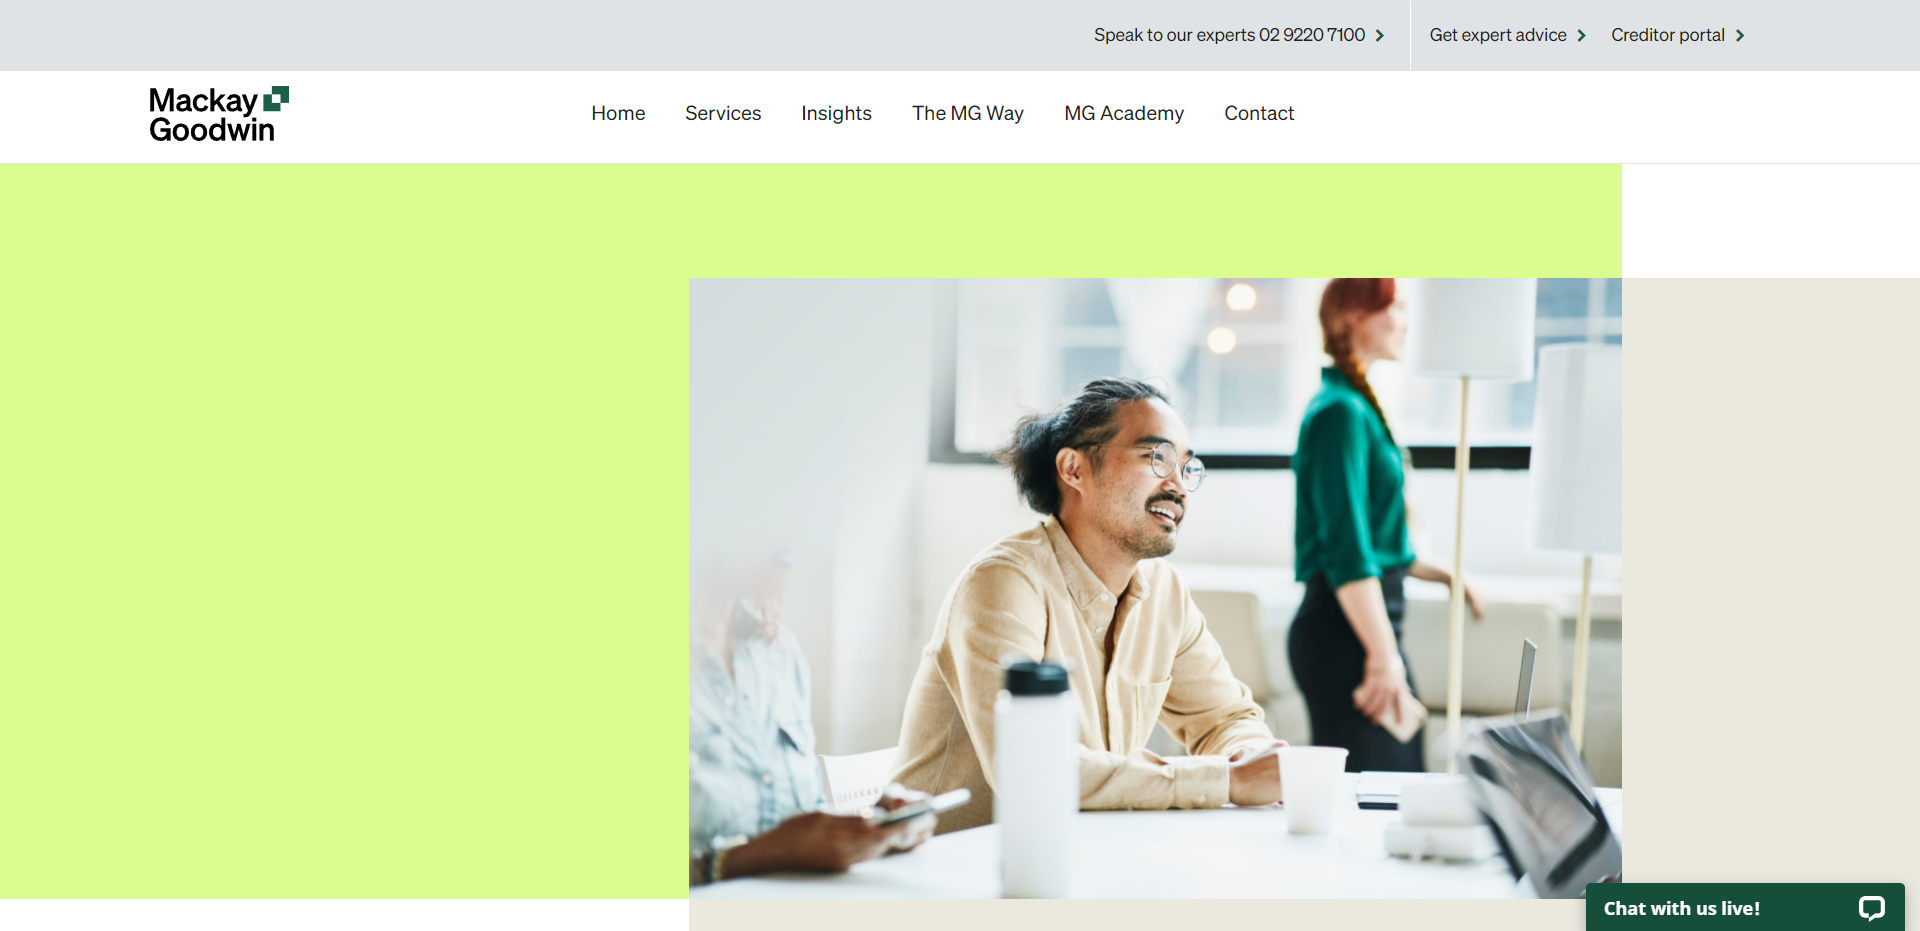 Speak to our experts 02 9220 7100
Get expert advice
Creditor portal
Mackay
Goodwin
Home
Services
Insights
The MG Way
MG Academy
Contact
Chat with us live!